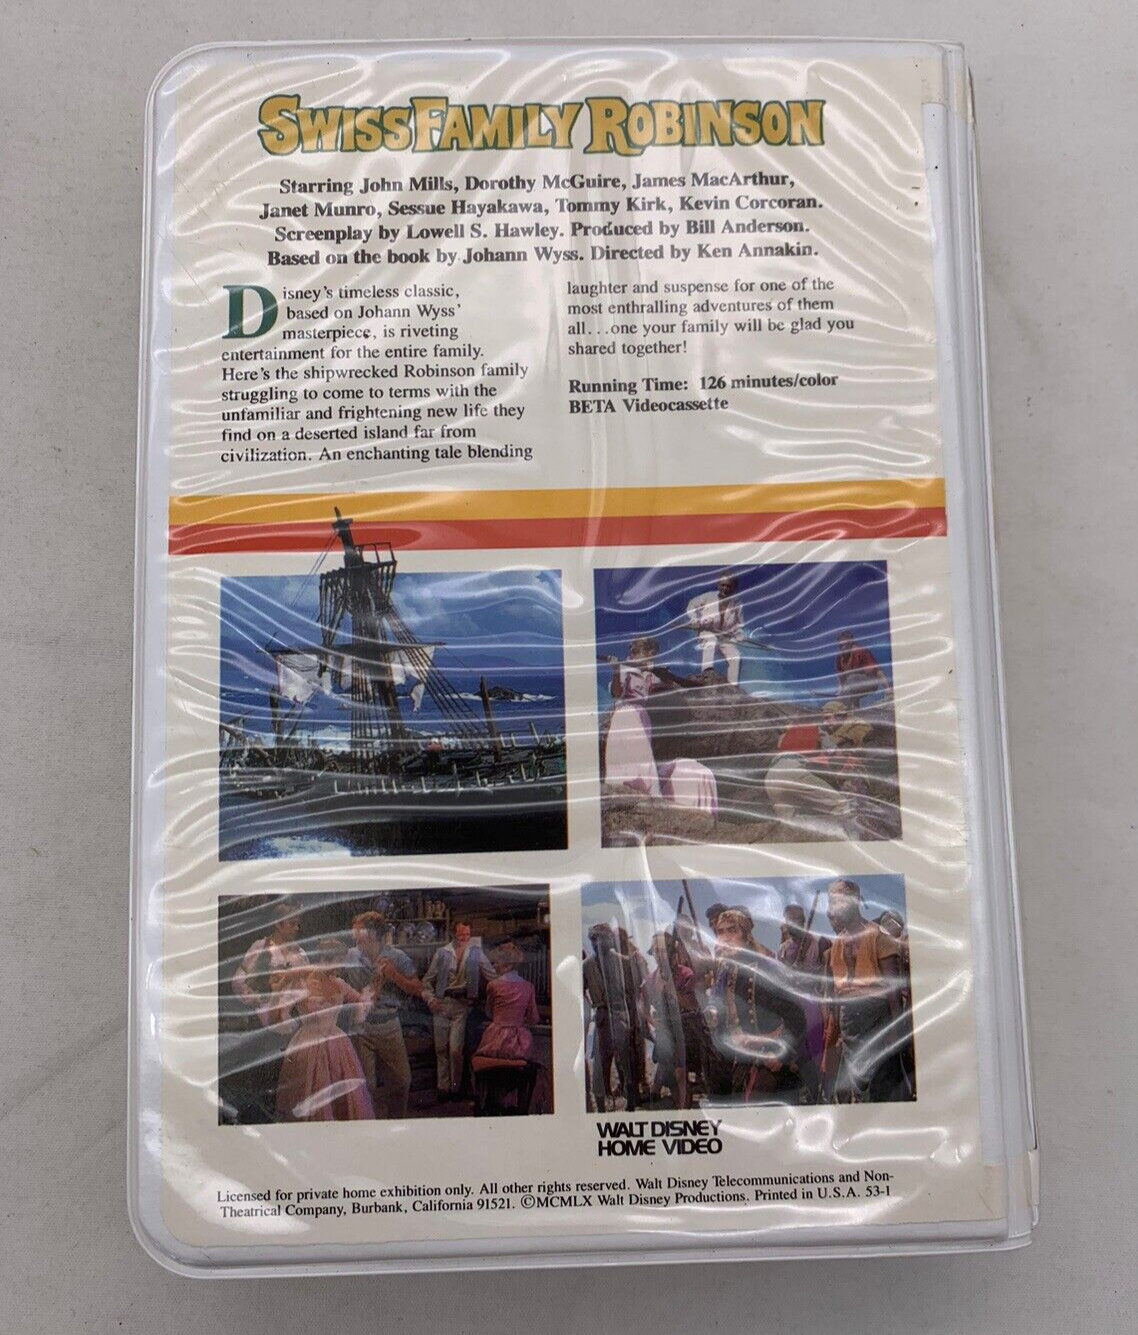 SWISS FAMILY ROBINSON
Starring John Mills, Dorothy McGuire, James MacArthur,
Janet Munro, Sessue Hayakawa, Tommy Kirk, Kevin Corcoran.
Screenplay by Lowell S. Hawley. Produced by Bill Anderson.
Based on the book by Johann Wyss. Directed by Ken Annakin.
Disney's timeless classic,
based on Johann Wyss'
masterpiece, is riveting
entertainment for the entire family.
Here's the shipwrecked Robinson family
struggling to come to terms with the
unfamiliar and frightening new life they
find on a deserted island far from
civilization. An enchanting tale blending
laughter and suspense for one of the
most enthralling adventures of them
all...one your family will be glad you
shared together!
Running Time: 126 minutes/color
BETA Videocassette
WALT DISNEY
HOME VIDEO
Licensed for private home exhibition only. All other rights reserved. Walt Disney Telecommunications and Non-
Theatrical Company, Burbank, California 91521. ©MCMLX Walt Disney Productions. Printed in U.S.A. 53-1